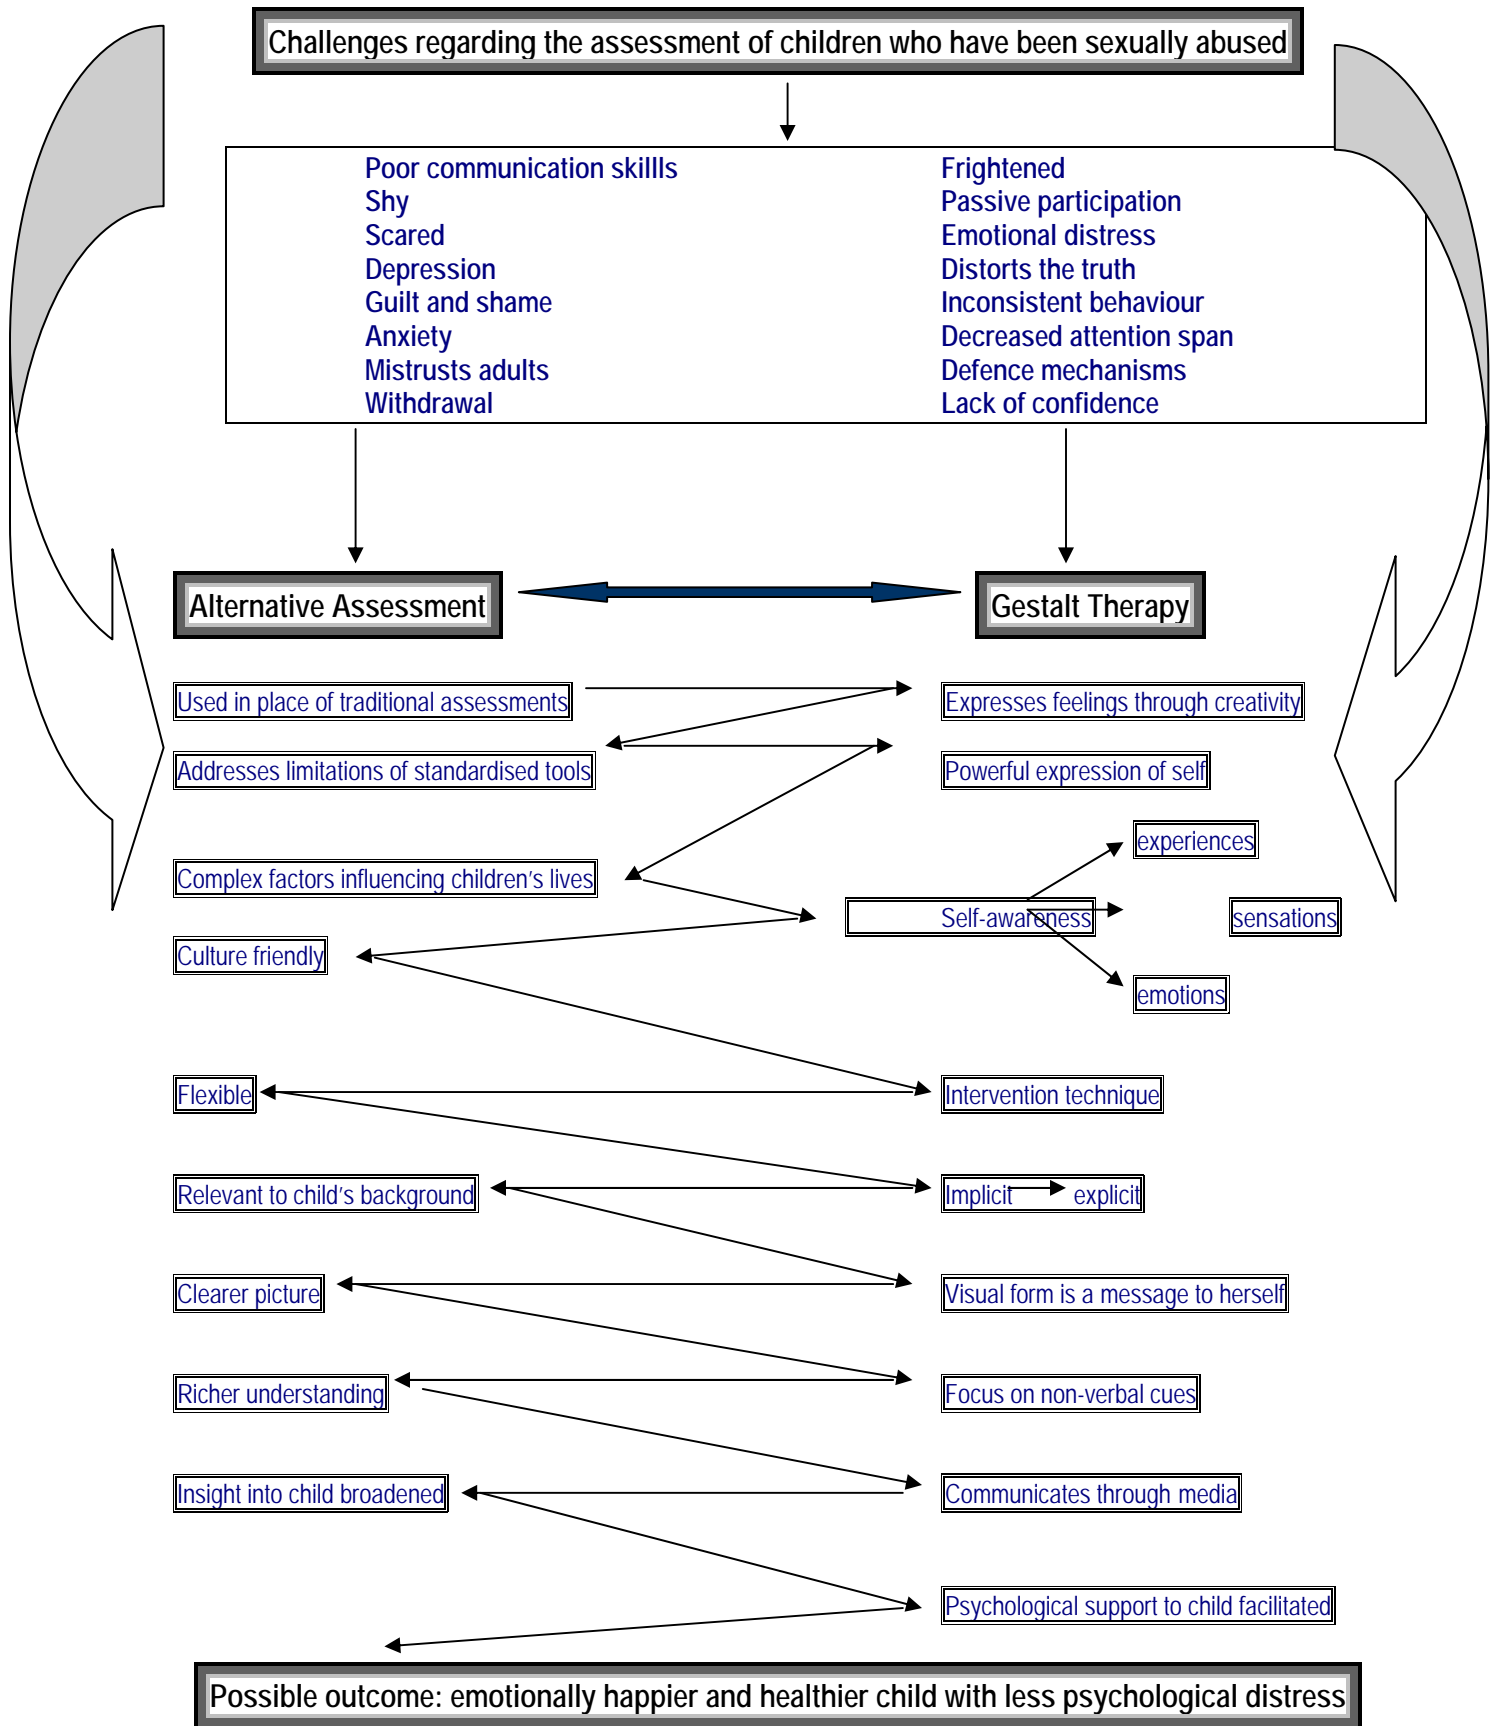 Challenges regarding the assessment of children who have been sexually abused
Poor communication skillls
Shy
Scared
Depression
Guilt and shame
Anxiety
Mistrusts adults
Withdrawal
Frightened
Passive participation
Emotional distress
Distorts the truth
Inconsistent behaviour
Decreased attention span
Defence mechanisms
Lack of confidence
Alternative Assessment
Gestalt Therapy
Used in place of traditional assessments
Expresses feelings through creativity
Addresses limitations of standardised tools
Powerful expression of self
experiences
Complex factors influencing children's lives
Self-awareness
sensations
Culture friendly
emotions
Flexible
Intervention technique
Relevant to child's background
Implicit explicit
Clearer picture
Visual form is a message to herself
Richer understanding
Focus on non-verbal cues
Insight into child broadened
Communicates through media
Psychological support to child facilitated
Possible outcome: emotionally happier and healthier child with less psychological distress